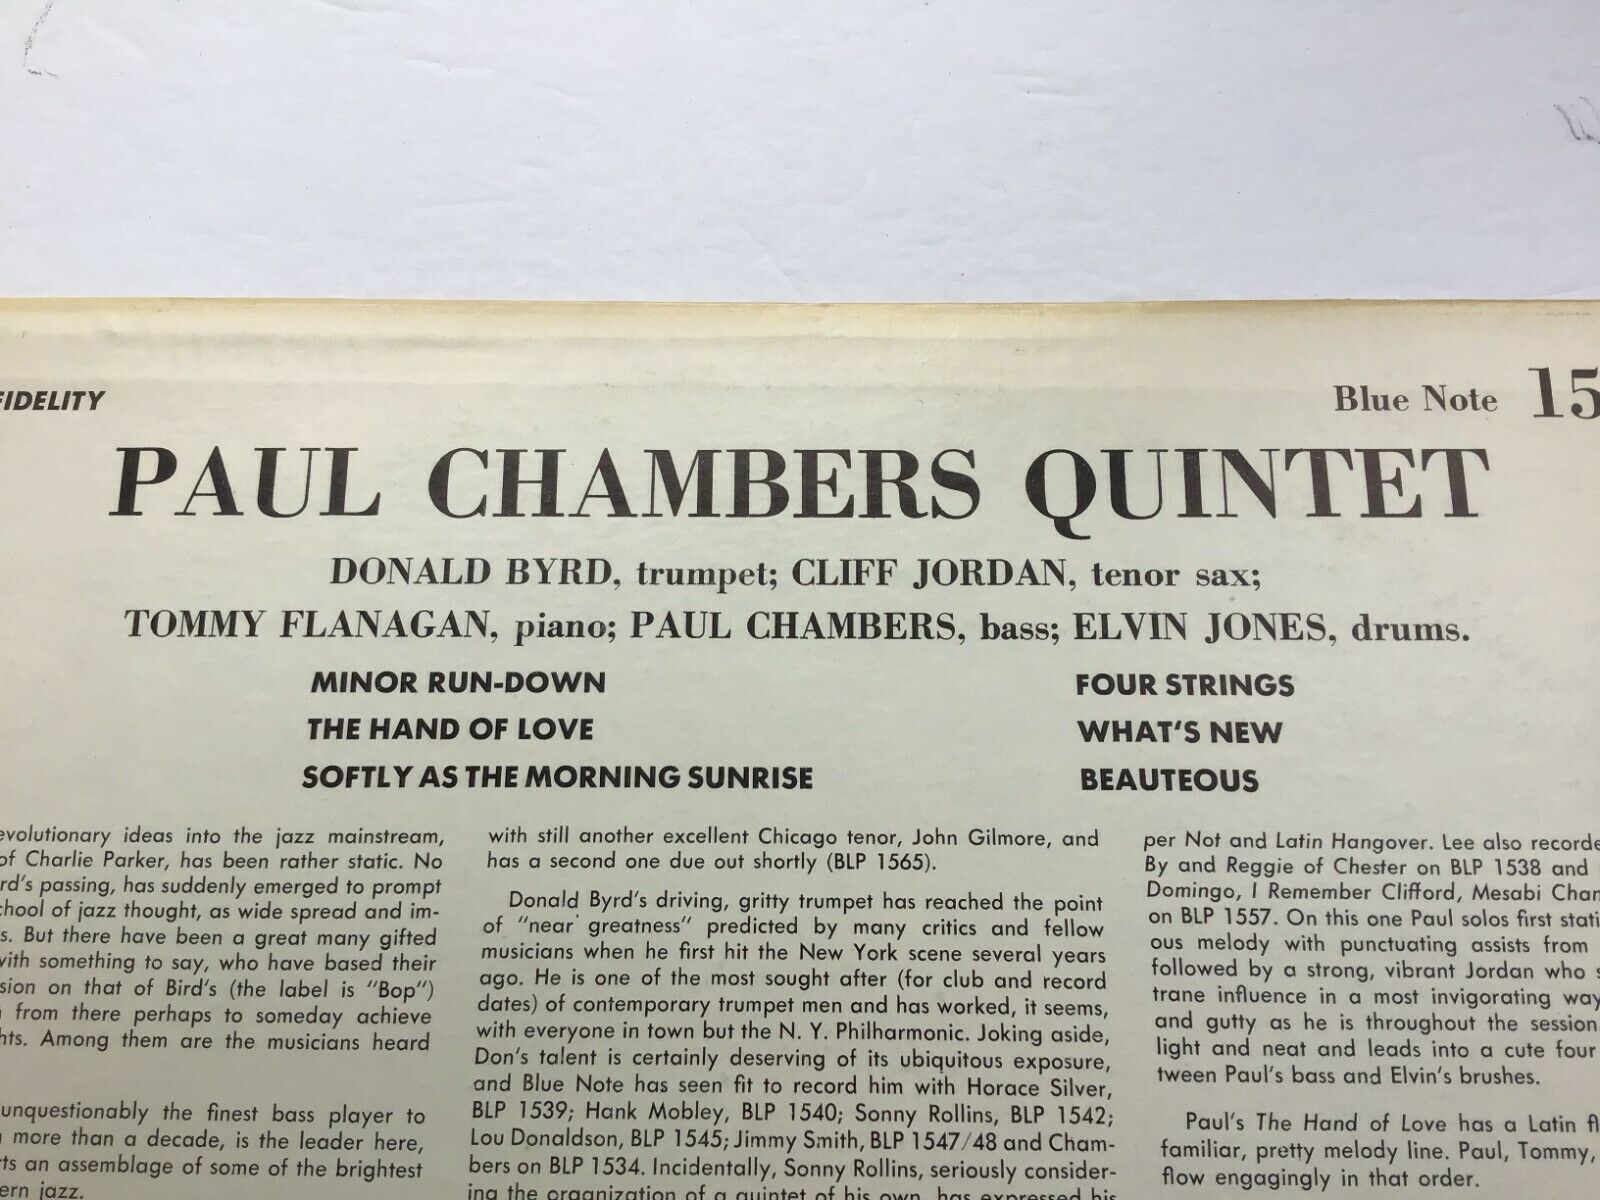 FIDELITY
Blue Note 15
PAUL CHAMBERS QUINTET
DONALD BYRD, trumpet; CLIFF JORDAN, tenor sax;
TOMMY FLANAGAN, piano; PAUL CHAMBERS, bass; ELVIN JONES, drums.
MINOR RUN-DOWN
THE HAND OF LOVE
SOFTLY AS THE MORNING SUNRISE
FOUR STRINGS
WHAT'S NEW
BEAUTEOUS
evolutionary ideas into the jazz mainstream,
of Charlie Parker, has been rather static. No
rd's passing, has suddenly emerged to prompt
chool of jazz thought, as wide spread and im-
s. But there have been a great many gifted
with something to say, who have based their
sion on that of Bird's (the label is "Bop")
from there perhaps to someday achieve
hts. Among them are the musicians heard
unquestionably the finest bass player to
more than a decade, is the leader here,
ts an assemblage of some of the brightest
ern jazz.
with still another excellent Chicago tenor, John Gilmore, and
has a second one due out shortly (BLP 1565).
Donald Byrd's driving, gritty trumpet has reached the point
of "near greatness" predicted by many critics and fellow
musicians when he first hit the New York scene several years
ago. He is one of the most sought after (for club and record
dates) of contemporary trumpet men and has worked, it seems,
with everyone in town but the N. Y. Philharmonic. Joking aside,
Don's talent is certainly deserving of its ubiquitous exposure,
and Blue Note has seen fit to record him with Horace Silver,
BLP 1539; Hank Mobley, BLP 1540; Sonny Rollins, BLP 1542;
Lou Donaldson, BLP 1545; Jimmy Smith, BLP 1547/48 and Cham-
bers on BLP 1534. Incidentally, Sonny Rollins, seriously consider-
ing the organization of a quintet of his own, has expressed his
per Not and Latin Hangover. Lee also recorde
By and Reggie of Chester on BLP 1538 and
Domingo, I Remember Clifford, Mesabi Chan
on BLP 1557. On this one Paul solos first stati
ous melody with punctuating assists from
followed by a strong, vibrant Jordan who s
trane influence in a most invigorating way
and gutty as he is throughout the session
light and neat and leads into a cute four
tween Paul's bass and Elvin's brushes.
Paul's The Hand of Love has a Latin fl
familiar, pretty melody line. Paul, Tommy,
flow engagingly in that order.